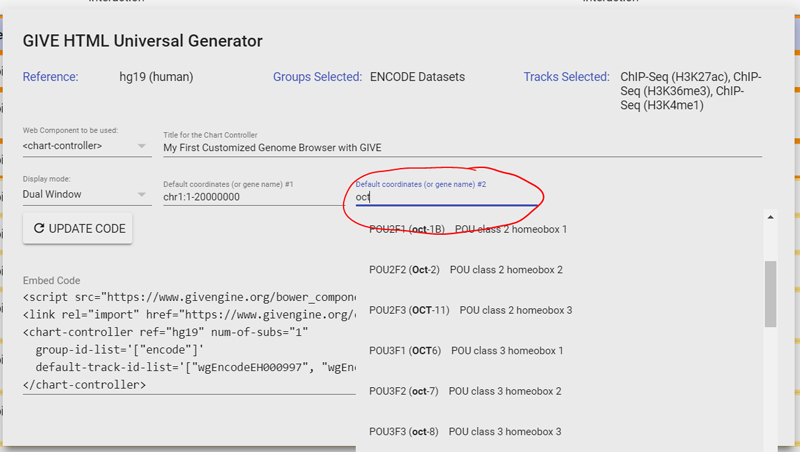 Interaction
Interaction
GIVE HTML Universal Generator
Reference: hg19 (human) Groups Selected: ENCODE Datasets Tracks Selected: ChIP-Seq (H3K27ac), ChIP-
Seq (H3K36me3), ChIP-
Seq (H3K4me1)
Web Component to be used: Title for the Chart Controller
<chart-controller> My First Customized Genome Browser with GIVE
Display mode: Default coordinates (or gene name) #1 Default coordinates (or gene name) #2
Dual Window chr1:1-20000000 oct
UPDATE CODE
POU2F1 (oct-1B) POU class 2 homeobox 1
POU2F2 (Oct-2) POU class 2 homeobox 2
POU2F3 (OCT-11) POU class 2 homeobox 3
POU3F1 (OCT6) POU class 3 homeobox 1
POU3F2 (oct-7) POU class 3 homeobox 2
POU3F3 (oct-8) POU class 3 homeobox 3
Embed Code
<script src="https://www.givengine.org/bower_compone
<link rel="import" href="https://www.givengine.org/
<chart-controller ref="hg19" num-of-subs="1"
group-id-list='["encode"]'
default-track-id-list='["wgEncodeEH000997", "wgEnc
</chart-controller>